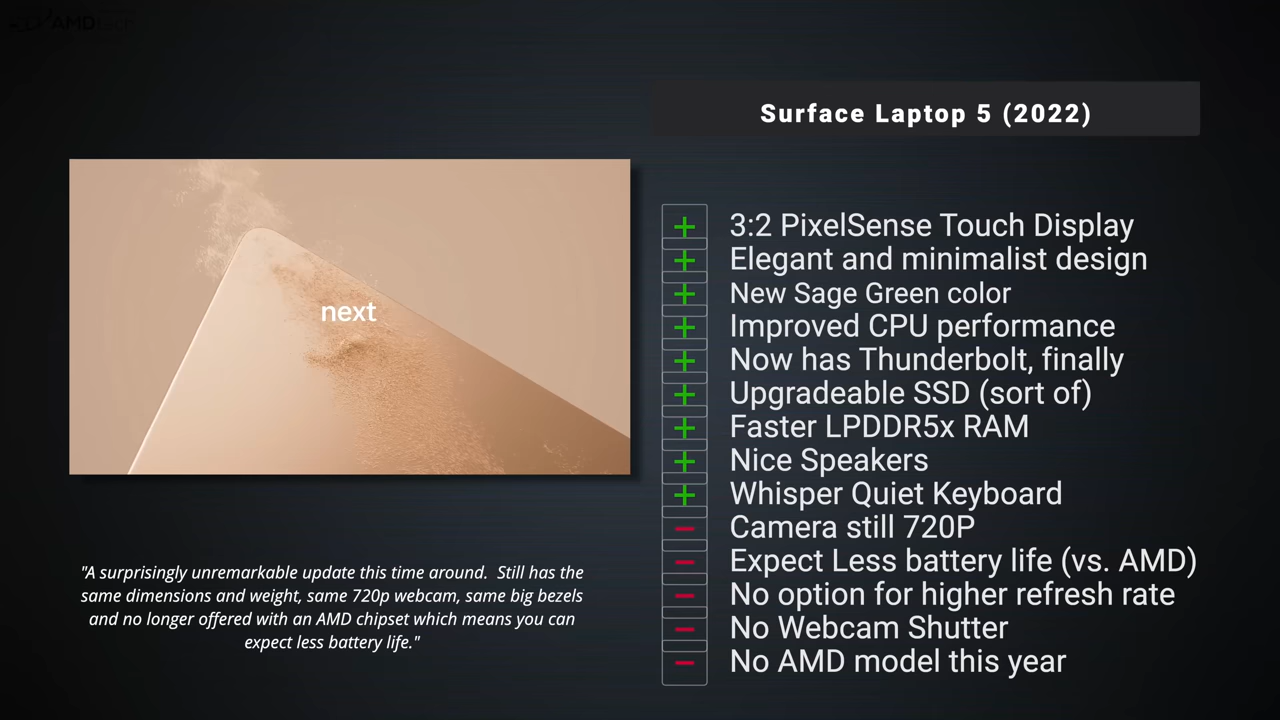 Surface Laptop 5 (2022)
next
3:2 PixelSense Touch Display
Elegant and minimalist design
New Sage Green color
Improved CPU performance
Now has Thunderbolt, finally
Upgradeable SSD (sort of)
Faster LPDDR5x RAM
Nice Speakers
Whisper Quiet Keyboard
Camera still 720P
Expect Less battery life (vs. AMD)
No option for higher refresh rate
No Webcam Shutter
No AMD model this year
"A surprisingly unremarkable update this time around. Still has the
same dimensions and weight, same 720p webcam, same big bezels
and no longer offered with an AMD chipset which means you can
expect less battery life."